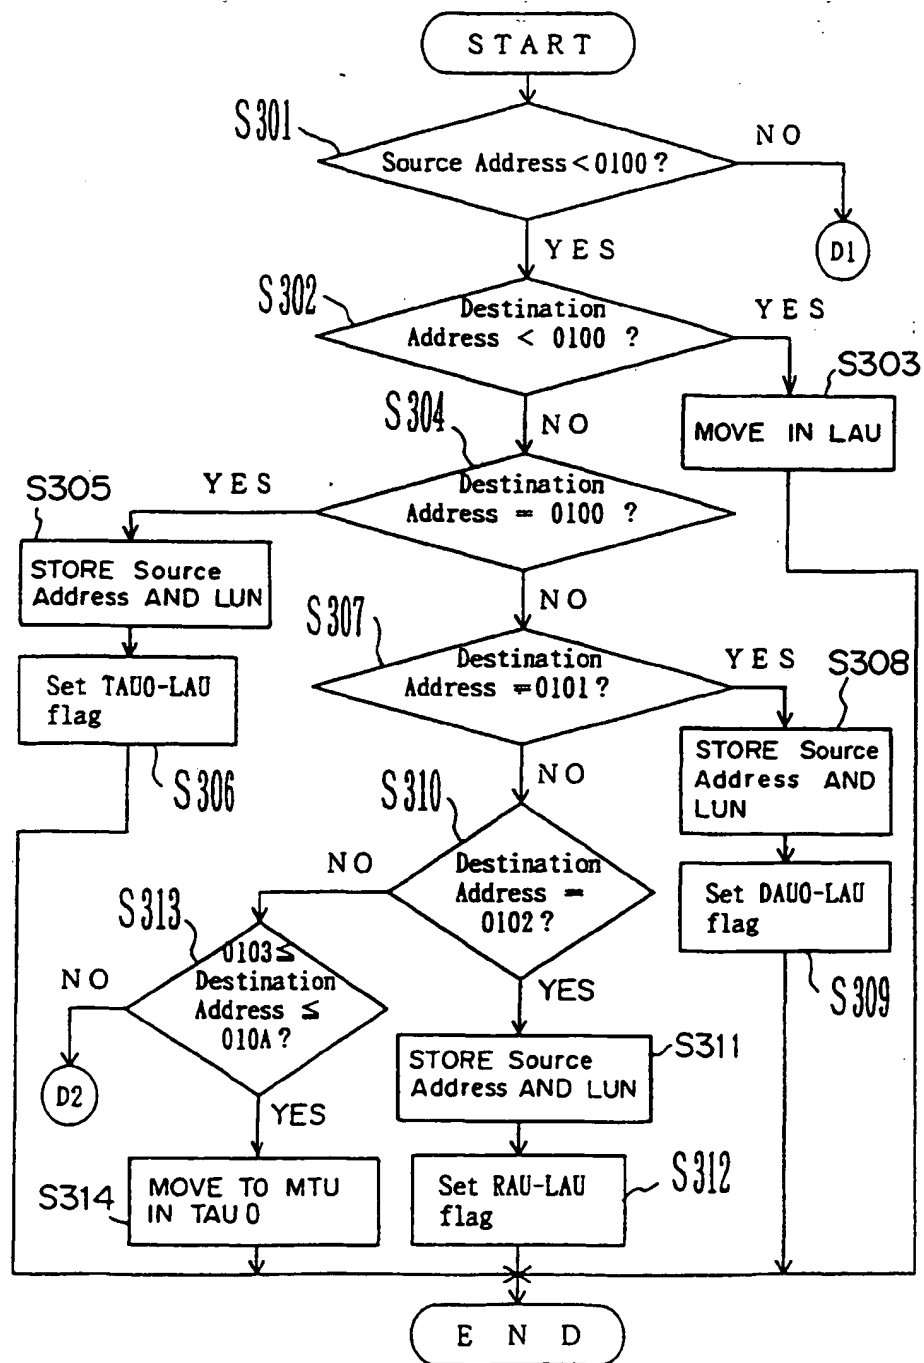 START
S301
Source Address<0100?
NO
D1
YES
S302
Destination
Address < 0100 ?
YES
S303
MOVE IN LAU
NO
S304
Destination
Address = 0100 ?
YES
S305
STORE Source
Address AND LUN
Set TAU0-LAU
flag
S306
NO
S307
Destination
Address =0101?
YES
S308
STORE Source
Address AND
LUN
Set DAU0-LAU
flag
S309
NO
S310
Destination
Address =
0102?
NO
S313
0103≦
Destination
Address ≦
010A?
NO
D2
YES
S314
MOVE TO MTU
IN TAU0
YES
S311
STORE Source
Address AND LUN
Set RAU-LAU
flag
S312
END